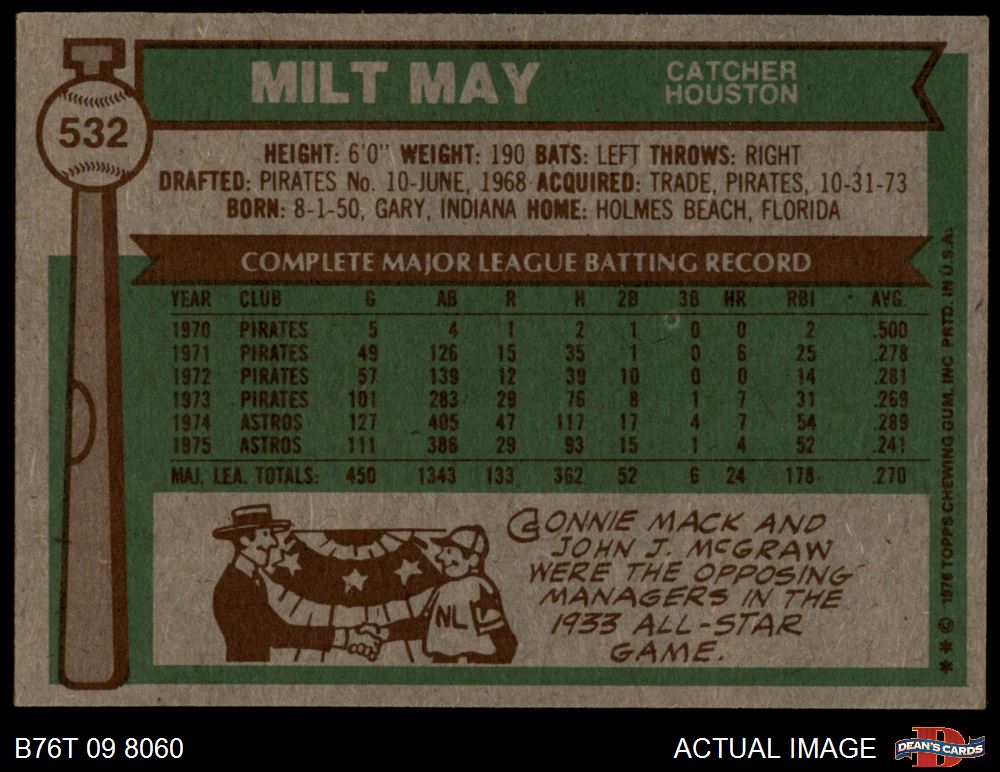 532
MILT MAY
CATCHER
HOUSTON
HEIGHT: 6'0" WEIGHT: 190 BATS: LEFT THROWS: RIGHT
DRAFTED: PIRATES No. 10-JUNE, 1968 ACQUIRED: TRADE, PIRATES, 10-31-73
BORN: 8-1-50, GARY, INDIANA HOME: HOLMES BEACH, FLORIDA
COMPLETE MAJOR LEAGUE BATTING RECORD
YEAR CLUB G AB R H 2B 3B HR RBI AVG.
1970 PIRATES 5 4 1 2 1 0 0 2 .500
1971 PIRATES 49 126 15 35 1 0 6 25 .278
1972 PIRATES 57 139 12 39 10 0 0 14 .281
1973 PIRATES 101 283 29 76 8 1 7 31 .269
1974 ASTROS 127 405 47 117 17 4 7 54 .289
1975 ASTROS 111 386 29 93 15 1 4 52 .241
MAJ. LEA. TOTALS: 450 1343 133 362 52 6 24 178 .270
CONNIE MACK AND
JOHN J. McGRAW
WERE THE OPPOSING
MANAGERS IN THE
1933 ALL-STAR
GAME.
NL
** © 1976 TOPPS CHEWING GUM, INC. PRTD. IN U.S.A.
B76T 09 8060
ACTUAL IMAGE
DEAN'S CARDS